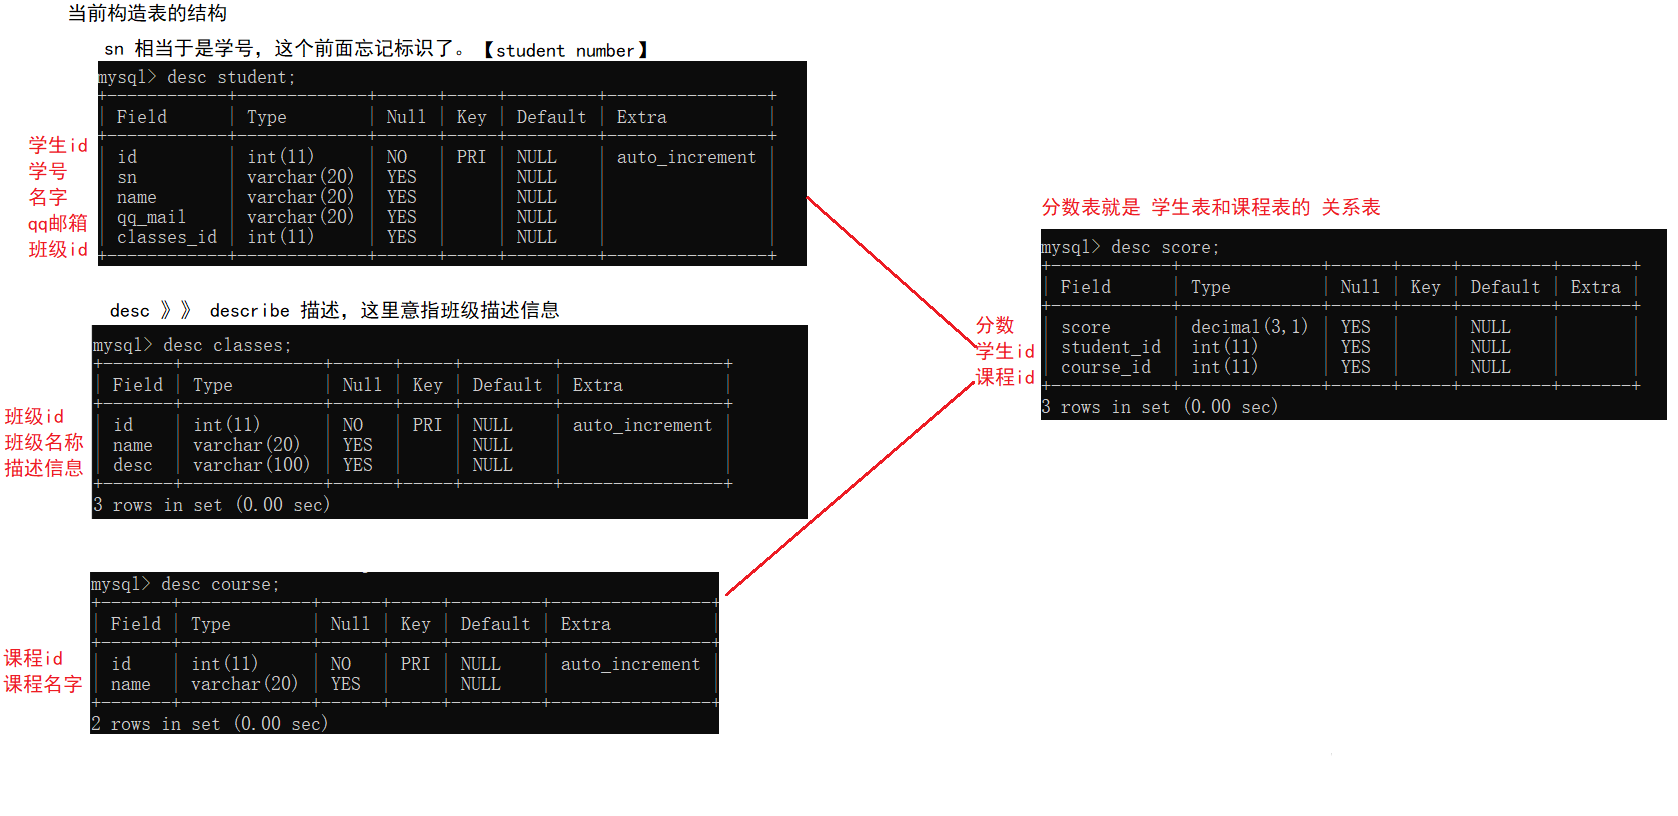 当前构造表的结构
sn 相当于是学号，这个前面忘记标识了。【student number】
mysql> desc student;
| Field | Type | Null | Key | Default | Extra |
学生id
| id | int(11) | NO | PRI | NULL | auto_increment |
学号
| sn | varchar(20) | YES | | NULL | |
名字
| name | varchar(20) | YES | | NULL | |
qq邮箱
| qq_mail | varchar(20) | YES | | NULL | |
班级id
| classes_id | int(11) | YES | | NULL | |
desc 》》 describe 描述，这里意指班级描述信息
mysql> desc classes;
| Field | Type | Null | Key | Default | Extra |
班级id
| id | int(11) | NO | PRI | NULL | auto_increment |
班级名称
| name | varchar(20) | YES | | NULL | |
描述信息
| desc | varchar(100) | YES | | NULL | |
3 rows in set (0.00 sec)
mysql> desc course;
| Field | Type | Null | Key | Default | Extra |
课程id
| id | int(11) | NO | PRI | NULL | auto_increment |
课程名字
| name | varchar(20) | YES | | NULL | |
2 rows in set (0.00 sec)
分数表就是 学生表和课程表的 关系表
mysql> desc score;
| Field | Type | Null | Key | Default | Extra |
分数
| score | decimal(3,1) | YES | | NULL | |
学生id
| student_id | int(11) | YES | | NULL | |
课程id
| course_id | int(11) | YES | | NULL | |
3 rows in set (0.00 sec)